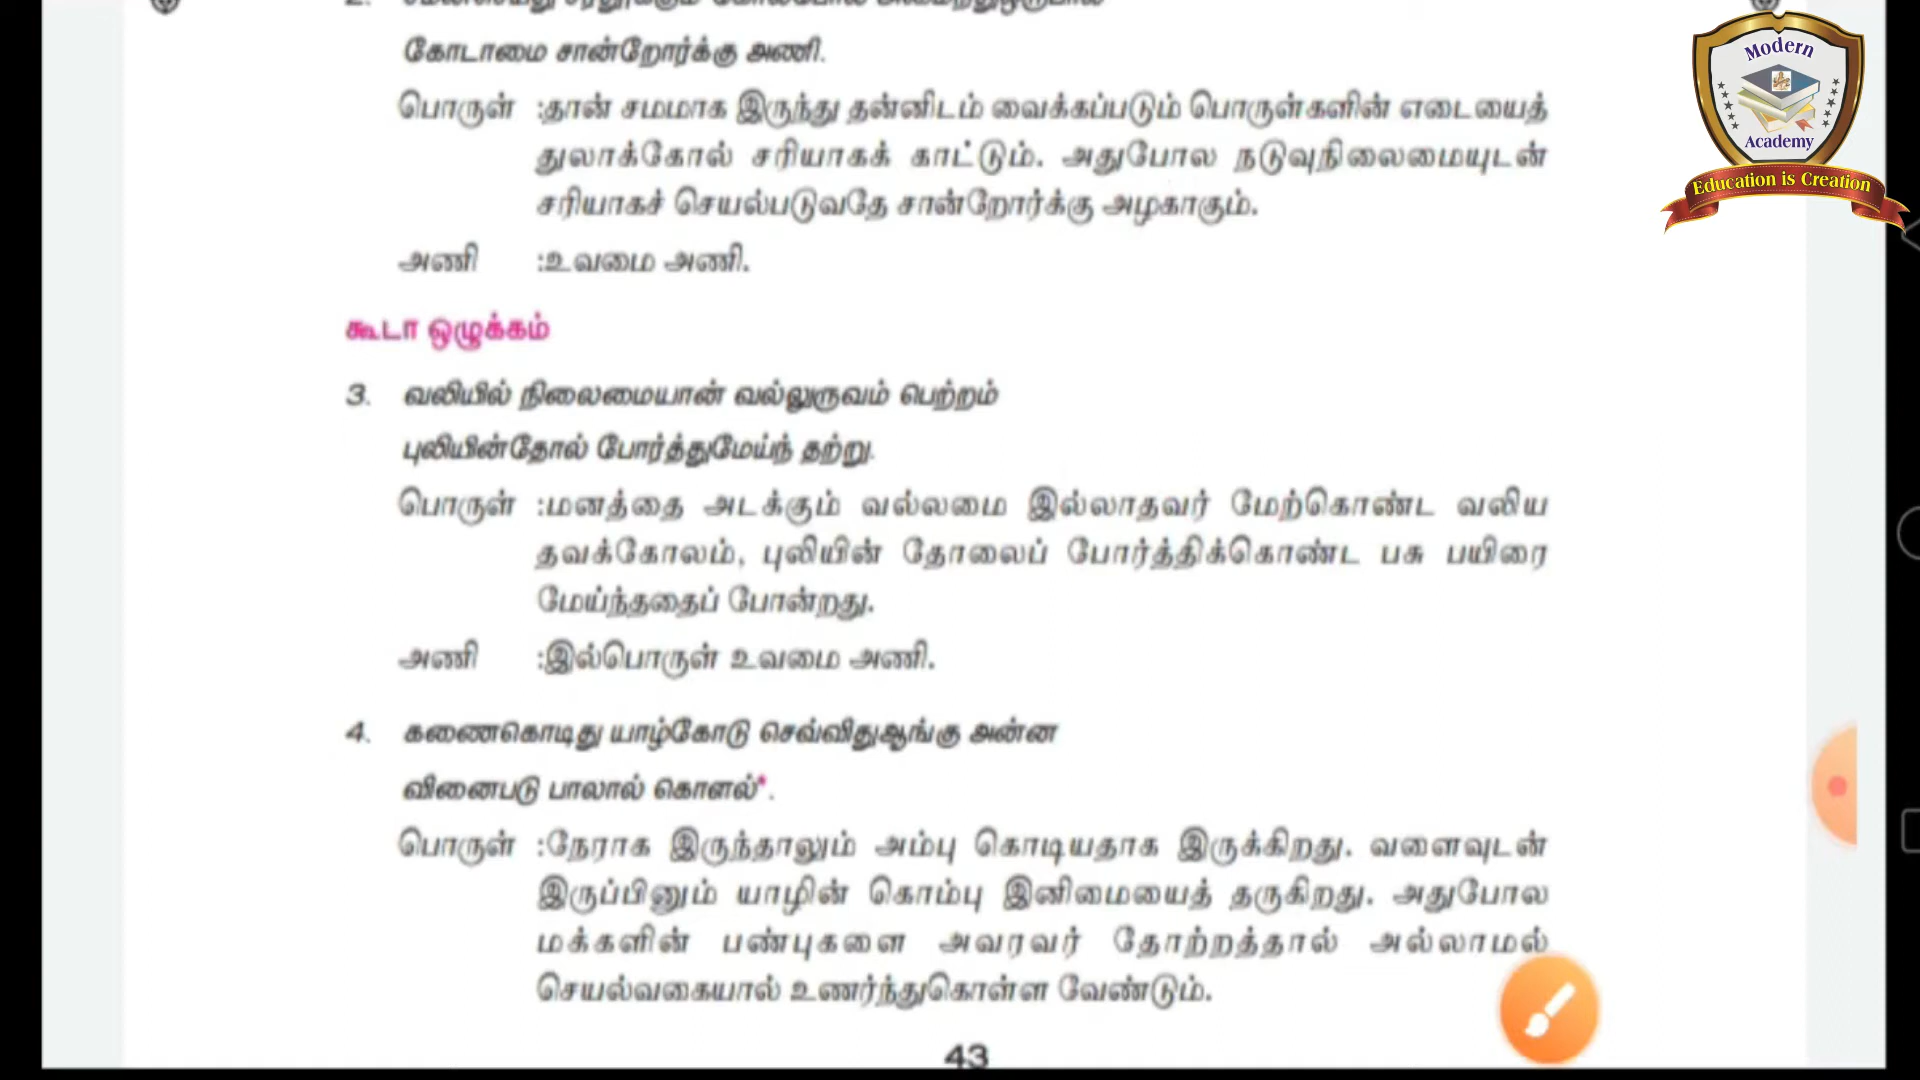 கோடாமை சான்றோர்க்கு அணி.
பொருள் :தான் சமமாக இருந்து தன்னிடம் வைக்கப்படும் பொருள்களின் எடையைத்
துலாக்கோல் சரியாகக் காட்டும். அதுபோல நடுவுநிலைமையுடன்
சரியாகச் செயல்படுவதே சான்றோர்க்கு அழகாகும்.
அணி :உவமை அணி.
கூடா ஒழுக்கம்
3. வலியில் நிலைமையான் வல்லுருவம் பெற்றம்
புலியின்தோல் போர்த்துமேய்ந் தற்று.
பொருள் :மனத்தை அடக்கும் வல்லமை இல்லாதவர் மேற்கொண்ட வலிய
தவக்கோலம், புலியின் தோலைப் போர்த்திக்கொண்ட பசு பயிரை
மேய்ந்ததைப் போன்றது.
அணி :இல்பொருள் உவமை அணி.
4. கணைகொடிது யாழ்கோடு செவ்விதுஆங்கு அன்ன
வினைபடு பாலால் கொளல்*.
பொருள் :நேராக இருந்தாலும் அம்பு கொடியதாக இருக்கிறது. வளைவுடன்
இருப்பினும் யாழின் கொம்பு இனிமையைத் தருகிறது. அதுபோல
மக்களின் பண்புகளை அவரவர் தோற்றத்தால் அல்லாமல்
செயல்வகையால் உணர்ந்துகொள்ள வேண்டும்.
43
Modern
Academy
Education is Creation